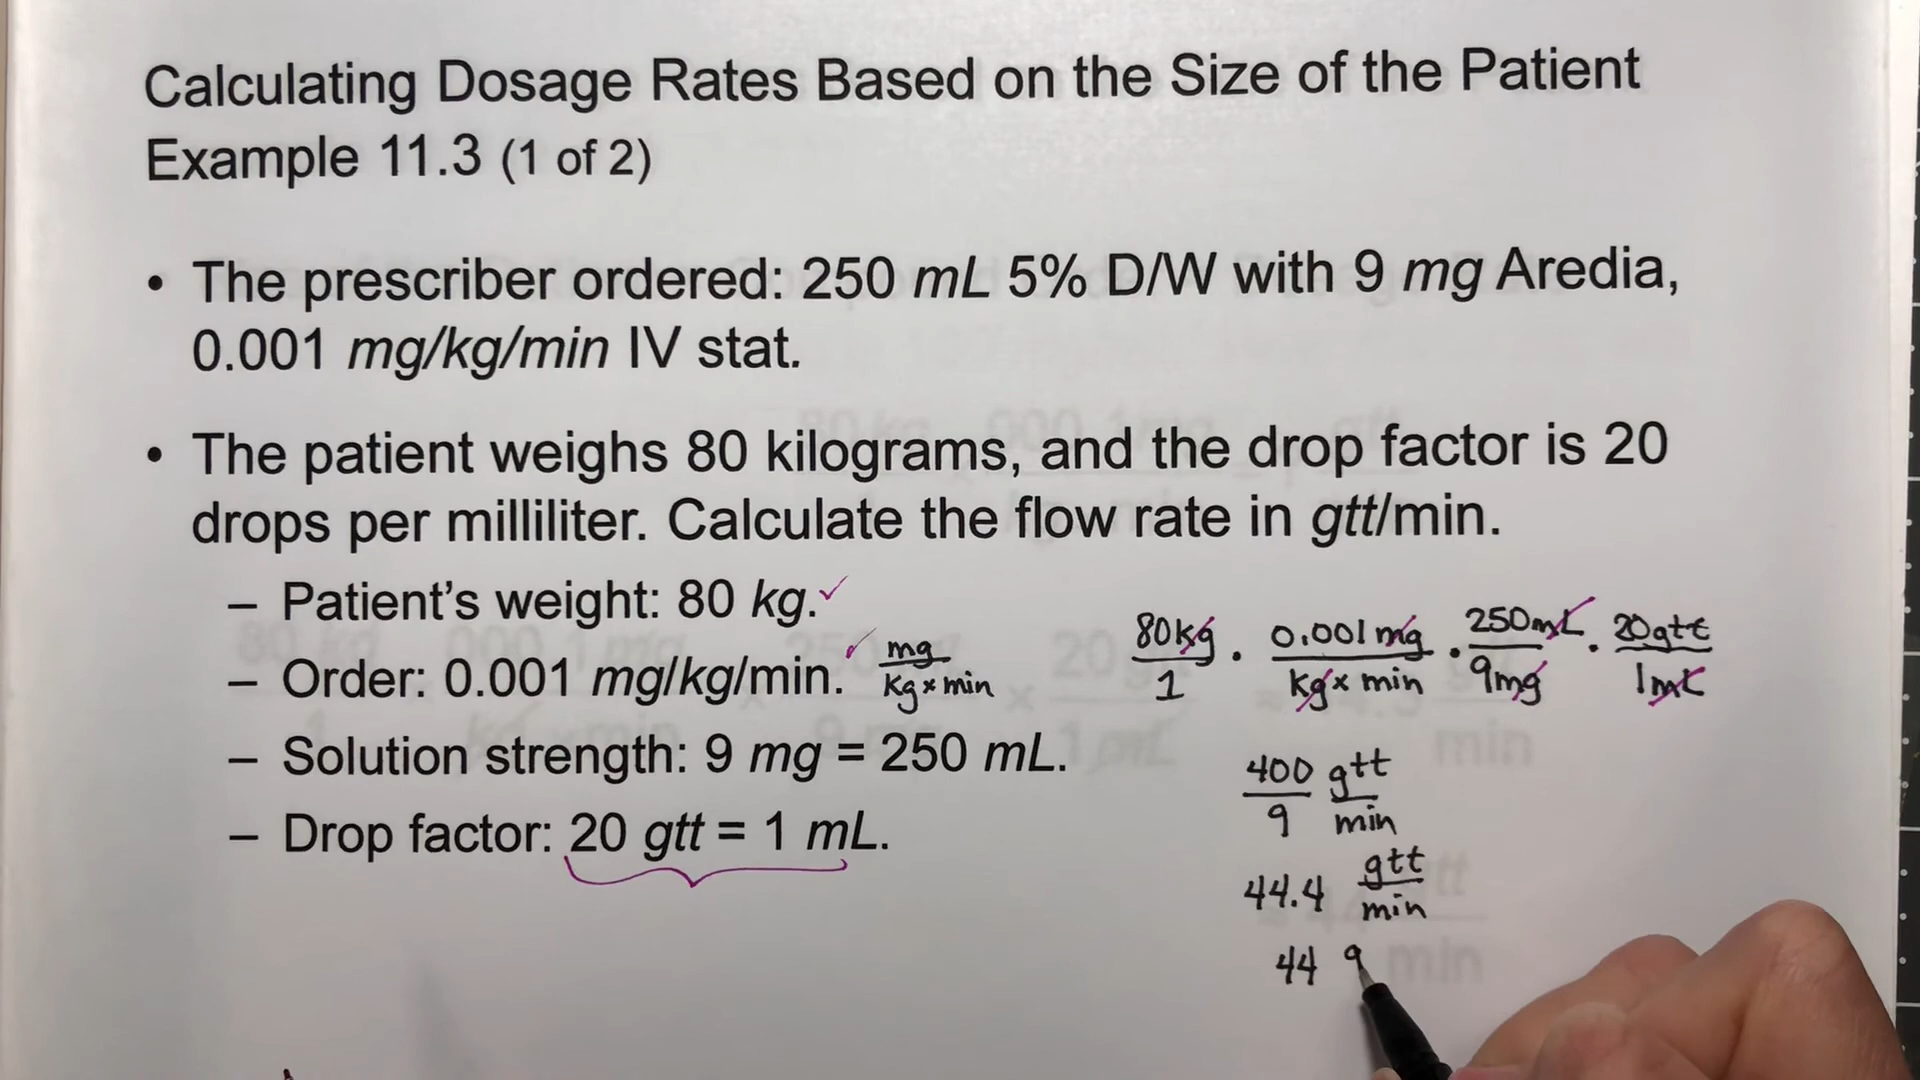 Calculating Dosage Rates Based on the Size of the Patient
Example 11.3 (1 of 2)
• The prescriber ordered: 250 mL 5% D/W with 9 mg Aredia,
0.001 mg/kg/min IV stat.
• The patient weighs 80 kilograms, and the drop factor is 20
drops per milliliter. Calculate the flow rate in gtt/min.
– Patient's weight: 80 kg.✓
– Order: 0.001 mg/kg/min.✓ mg/(kg × min)
– Solution strength: 9 mg = 250 mL.
– Drop factor: 20 gtt = 1 mL.
80kg/1 · 0.001mg/(kg × min) · 250mL/9mg · 20gtt/1mL
400/9 gtt/min
44.4 gtt/min
44 g